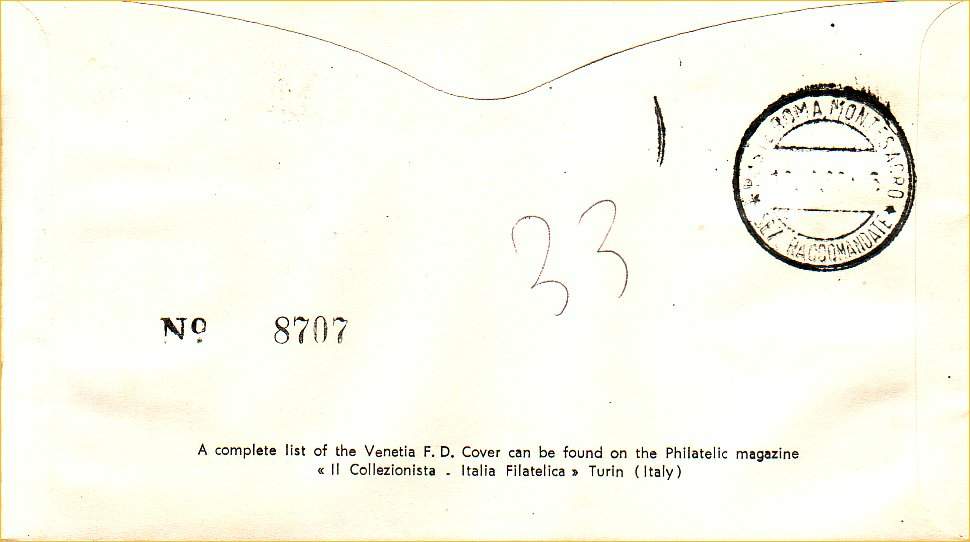 ROMA MONTESACRO
SEZ. RACCOMANDATE
33
Nº 8707
A complete list of the Venetia F. D. Cover can be found on the Philatelic magazine
« Il Collezionista - Italia Filatelica » Turin (Italy)